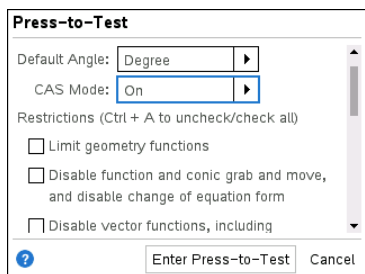 Press-to-Test
Default Angle: Degree
CAS Mode: On
Restrictions (Ctrl + A to uncheck/check all)
Limit geometry functions
Disable function and conic grab and move,
and disable change of equation form
Disable vector functions, including
? Enter Press-to-Test Cancel